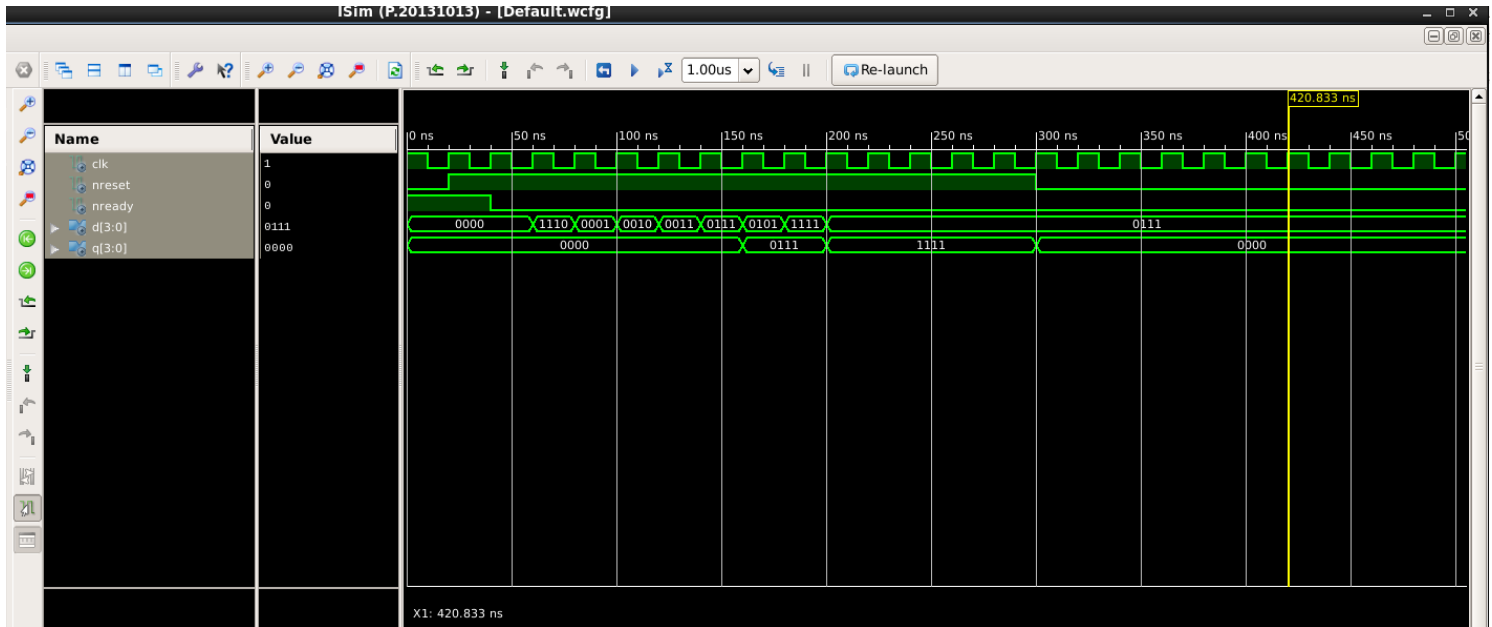 ISim (P.20131013) - [Default.wcfg]
1.00us
Re-launch
420.833 ns
Name Value
0 ns 50 ns 100 ns 150 ns 200 ns 250 ns 300 ns 350 ns 400 ns 450 ns 50
clk 1
nreset 0
nready 0
d[3:0] 0111 0000 1110 0001 0010 0011 0111 0101 1111 0111
q[3:0] 0000 0000 0111 1111 0000
X1: 420.833 ns